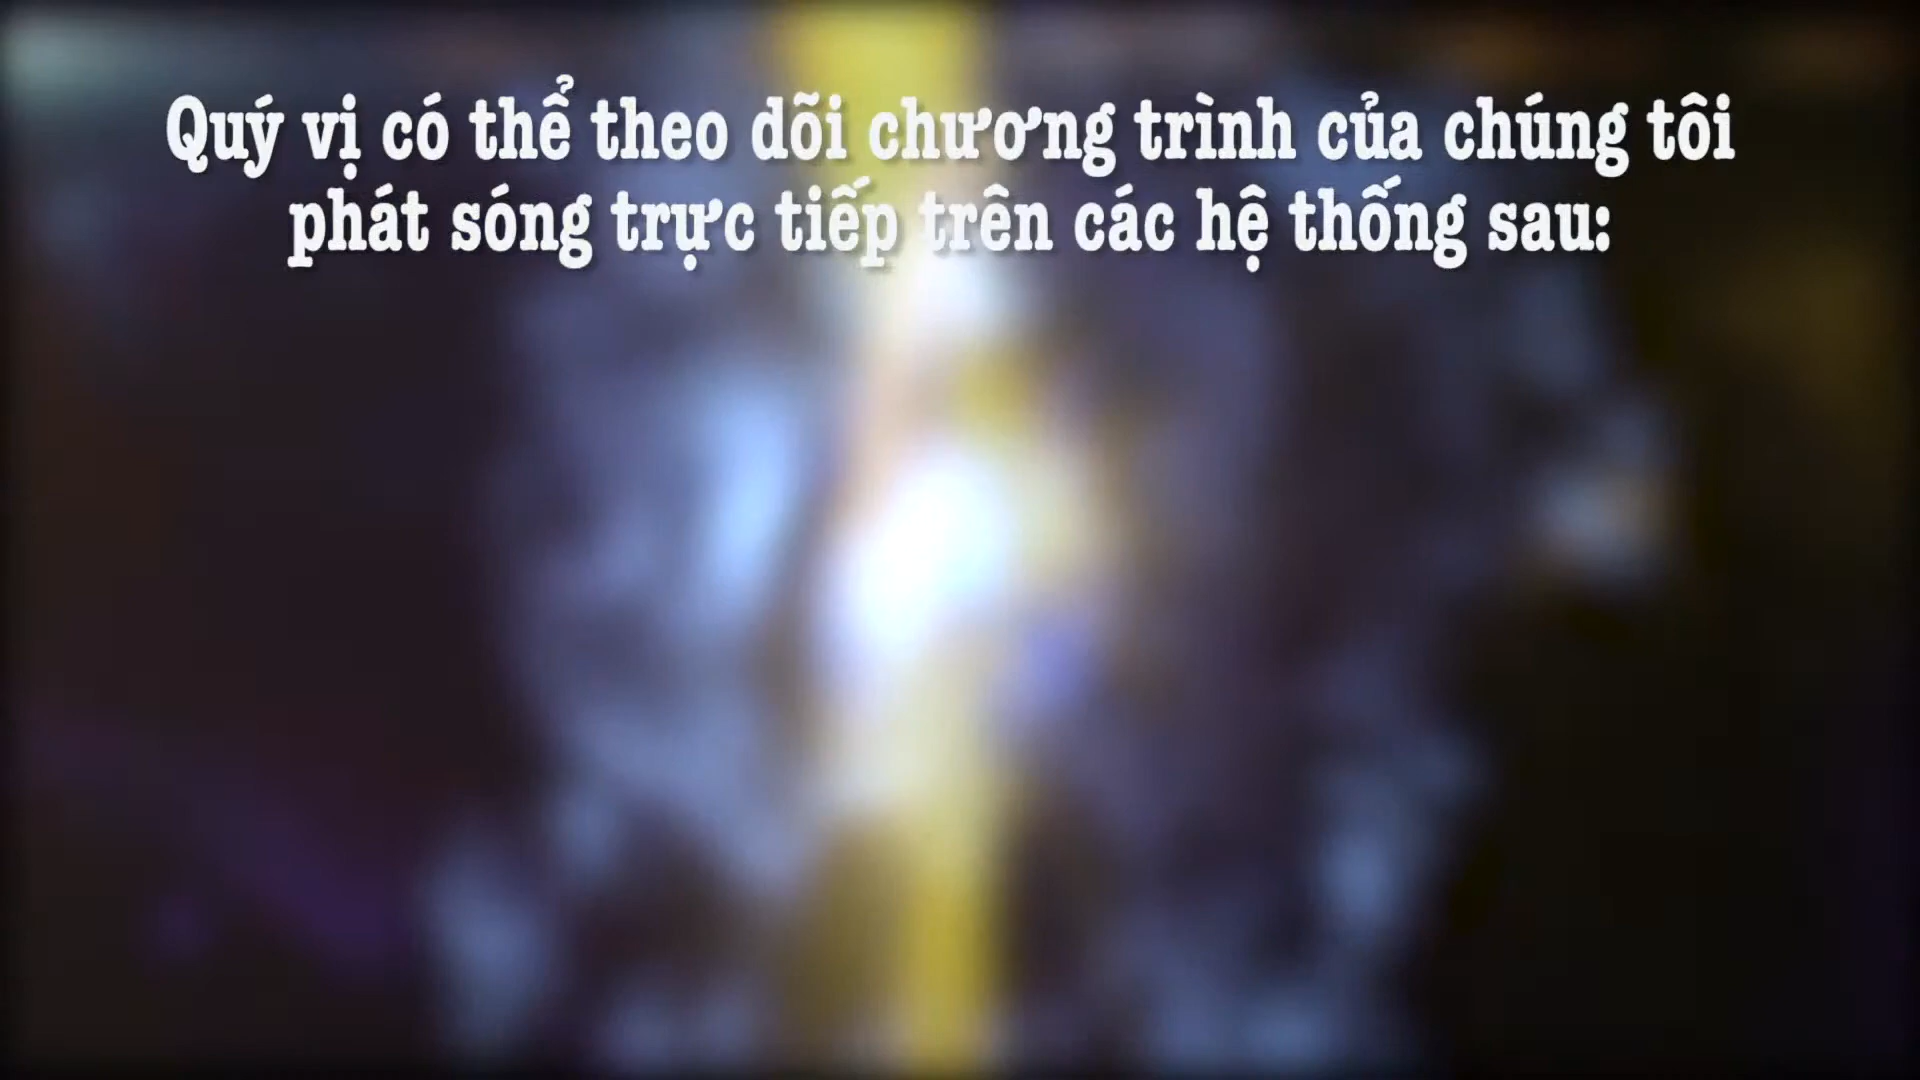 Quý vị có thể theo dõi chương trình của chúng tôi
phát sóng trực tiếp trên các hệ thống sau: